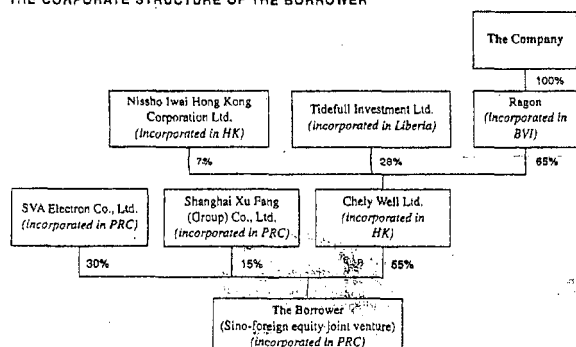 THE CORPORATE STRUCTURE OF THE BORROWER
The Company
100%
Nissho Iwai Hong Kong
Corporation Ltd.
(incorporated in HK)
Tidefull Investment Ltd.
(incorporated in Liberia)
Ragon
(incorporated in
BVI)
7%
28%
65%
SVA Electron Co., Ltd.
(incorporated in PRC)
Shanghai Xu Fang
(Group) Co., Ltd.
(incorporated in PRC)
Chely Well Ltd.
(incorporated in
HK)
30%
15%
55%
The Borrower
(Sino-foreign equity joint venture)
(incorporated in PRC)